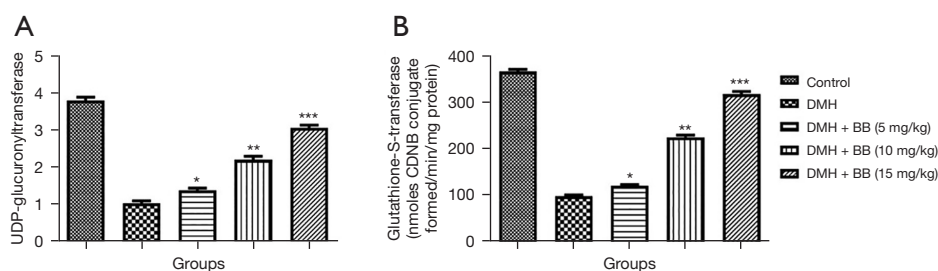 A
UDP-glucuronyltransferase
5
4
3
2
1
0
*
**
***
Groups
B
Glutathione-S-transferase
(nmoles CDNB conjugate
formed/min/mg protein)
400
300
200
100
0
*
**
***
Groups
Control
DMH
DMH + BB (5 mg/kg)
DMH + BB (10 mg/kg)
DMH + BB (15 mg/kg)